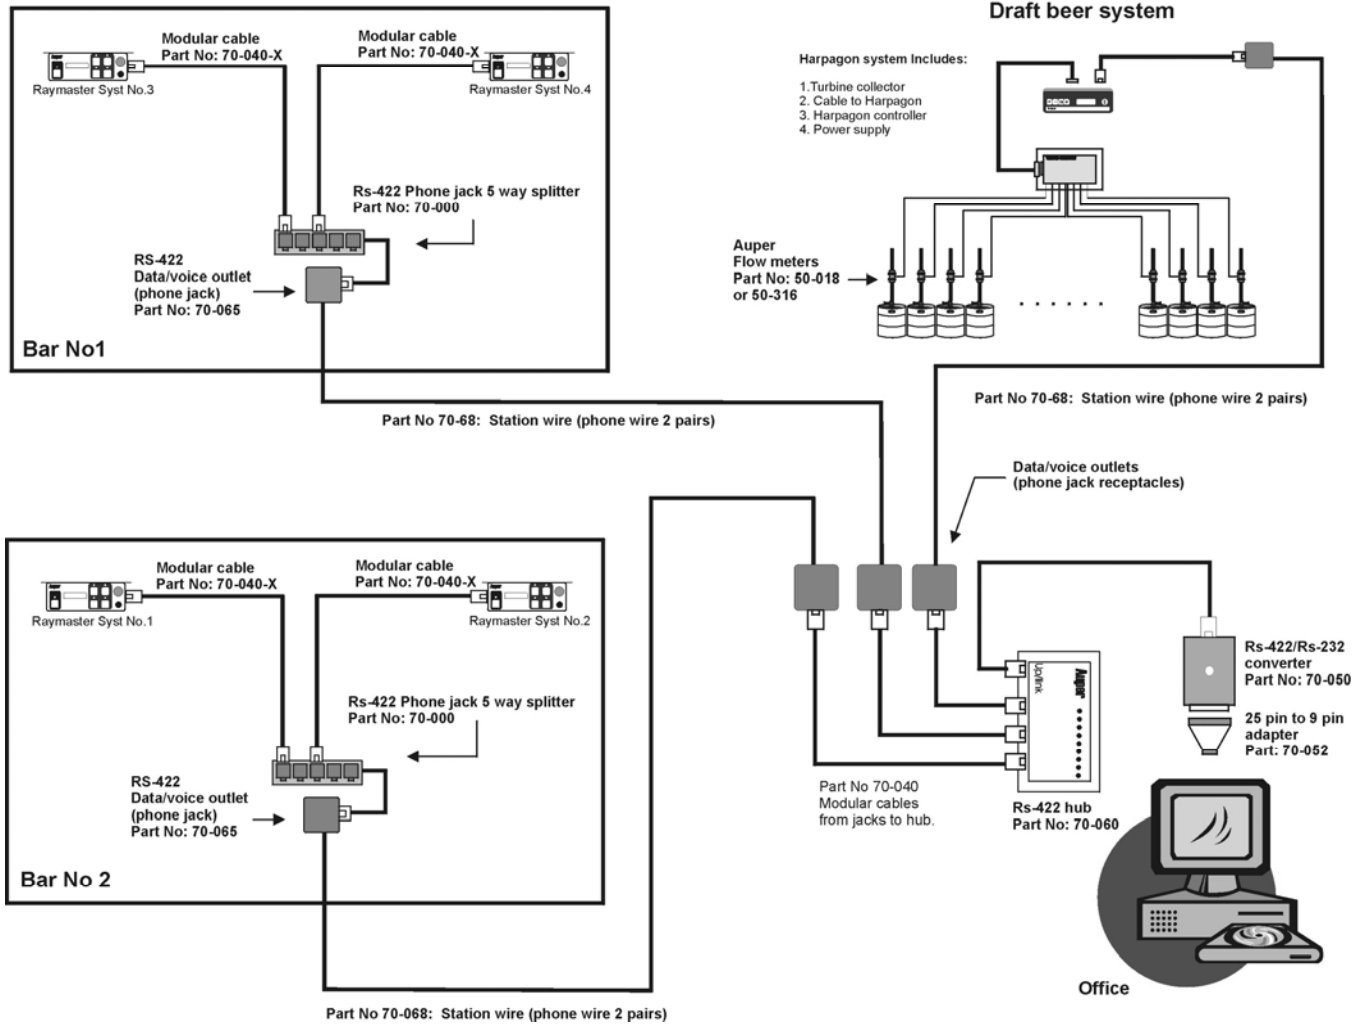 Draft beer system
Modular cable
Part No: 70-040-X
Modular cable
Part No: 70-040-X
Auper
Raymaster Syst No.3
Auper
Raymaster Syst No.4
Rs-422 Phone jack 5 way splitter
Part No: 70-000
RS-422
Data/voice outlet
(phone jack)
Part No: 70-065
Bar No1
Harpagon system Includes:
1.Turbine collector
2. Cable to Harpagon
3. Harpagon controller
4. Power supply
Auper
Flow meters
Part No: 50-018
or 50-316
Part No 70-68: Station wire (phone wire 2 pairs)
Part No 70-68: Station wire (phone wire 2 pairs)
Data/voice outlets
(phone jack receptacles)
Modular cable
Part No: 70-040-X
Modular cable
Part No: 70-040-X
Auper
Raymaster Syst No.1
Auper
Raymaster Syst No.2
Rs-422 Phone jack 5 way splitter
Part No: 70-000
RS-422
Data/voice outlet
(phone jack)
Part No: 70-065
Bar No 2
Part No 70-068: Station wire (phone wire 2 pairs)
Up/link
Auper
Part No 70-040
Modular cables
from jacks to hub.
Rs-422 hub
Part No: 70-060
Rs-422/Rs-232
converter
Part No: 70-050
25 pin to 9 pin
adapter
Part: 70-052
Office